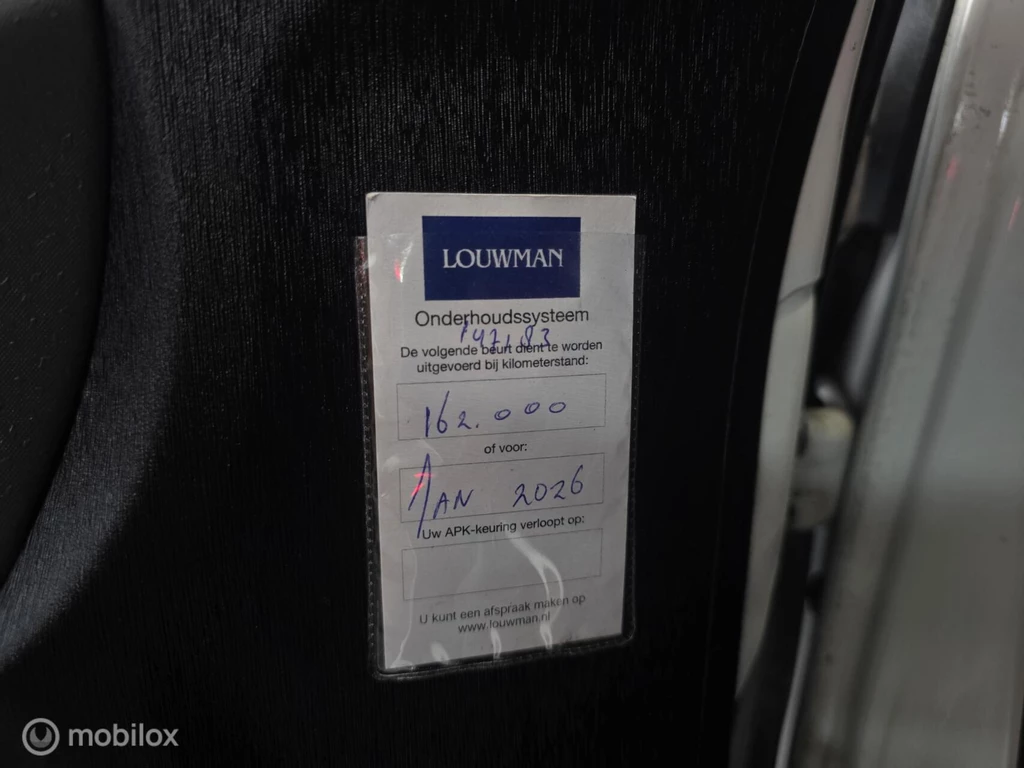 LOUWMAN
Onderhoudssysteem
De volgende beurt dient te worden
uitgevoerd bij kilometerstand:
162.000
of voor:
JAN 2026
Uw APK-keuring verloopt op:
U kunt een afspraak maken op
www.louwman.nl
mobilox